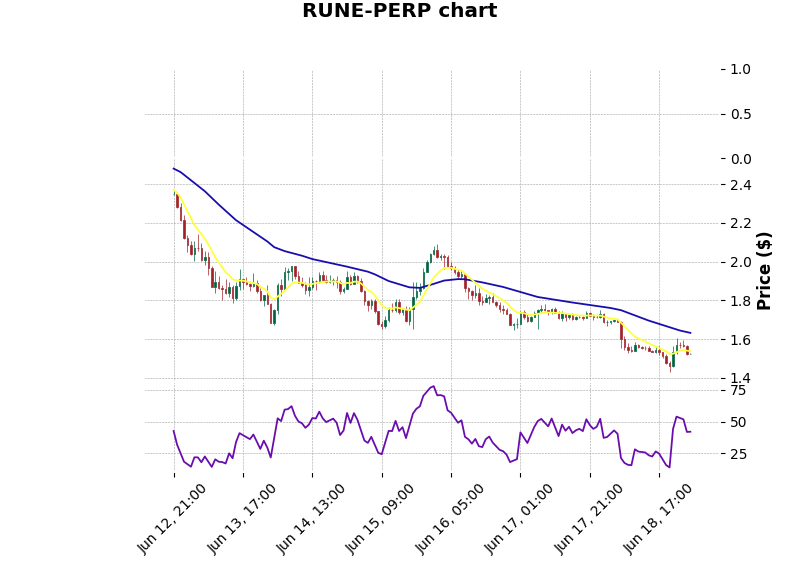 RUNE-PERP chart
1.0
0.5
0.0
2.4
2.2
2.0
1.8
1.6
1.4
75
50
25
Price ($)
Jun 12, 21:00
Jun 13, 17:00
Jun 14, 13:00
Jun 15, 09:00
Jun 16, 05:00
Jun 17, 01:00
Jun 17, 21:00
Jun 18, 17:00